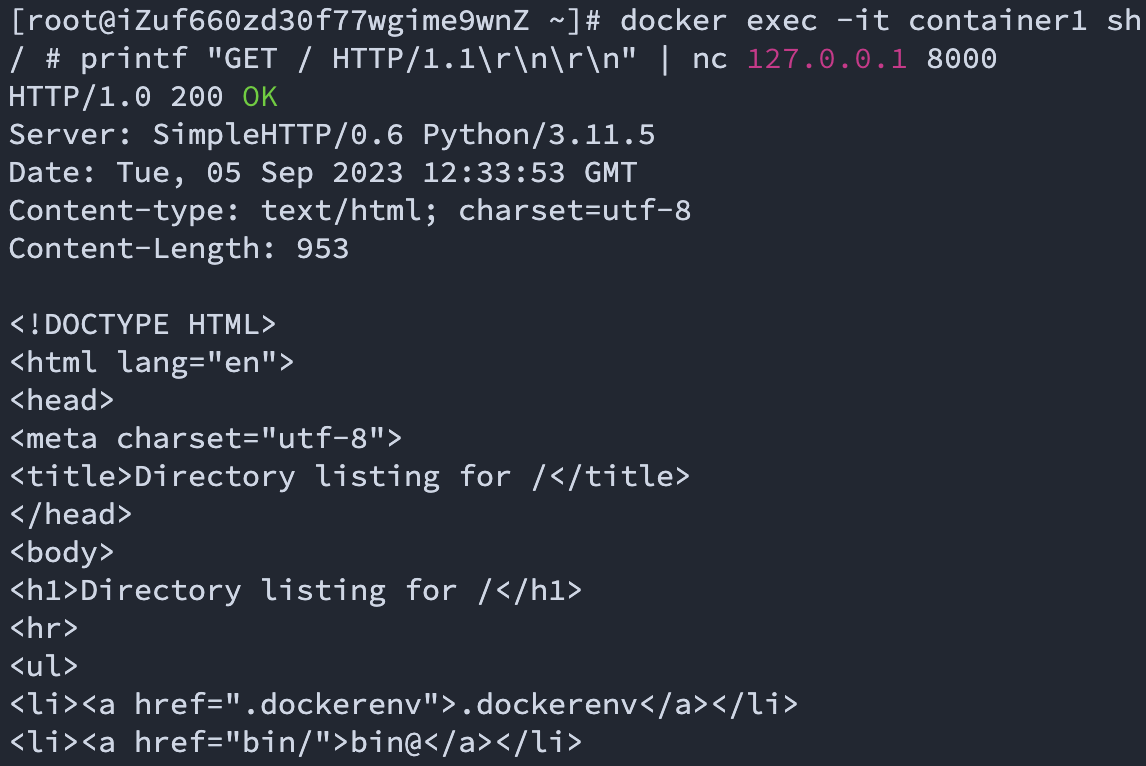 [root@iZuf660zd30f77wgime9wnZ ~]# docker exec -it container1 sh
/ # printf "GET / HTTP/1.1\r\n\r\n" | nc 127.0.0.1 8000
HTTP/1.0 200 OK
Server: SimpleHTTP/0.6 Python/3.11.5
Date: Tue, 05 Sep 2023 12:33:53 GMT
Content-type: text/html; charset=utf-8
Content-Length: 953

<!DOCTYPE HTML>
<html lang="en">
<head>
<meta charset="utf-8">
<title>Directory listing for /</title>
</head>
<body>
<h1>Directory listing for /</h1>
<hr>
<ul>
<li><a href=".dockerenv">.dockerenv</a></li>
<li><a href="bin/">bin@</a></li>